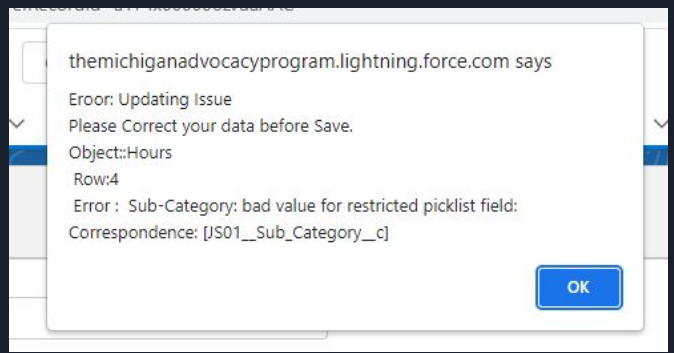 themichiganadvocacyprogram.lightning.force.com says
Eroor: Updating Issue
Please Correct your data before Save.
Object::Hours
Row:4
Error : Sub-Category: bad value for restricted picklist field:
Correspondence: [JS01__Sub_Category__c]
OK